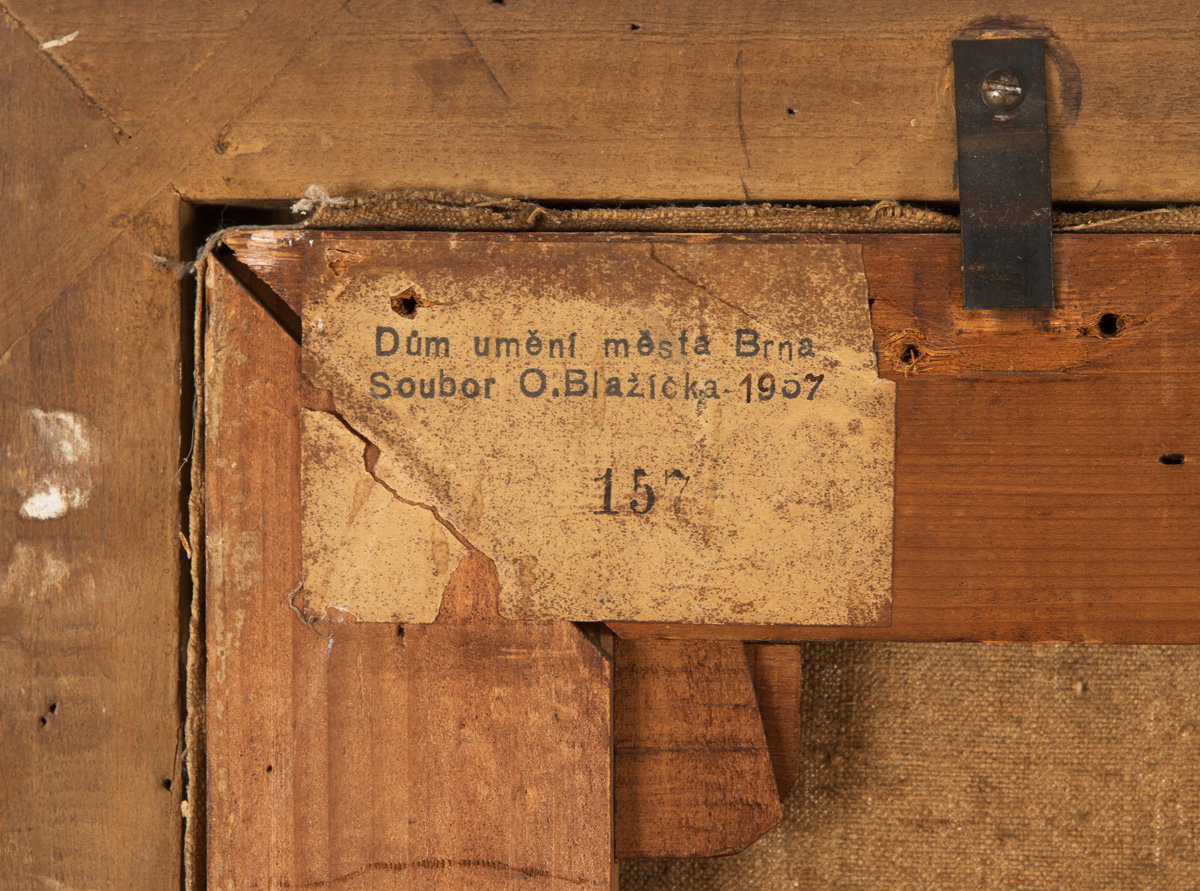 Dům umění města Brna
Soubor O.Blažíčka 1957
157